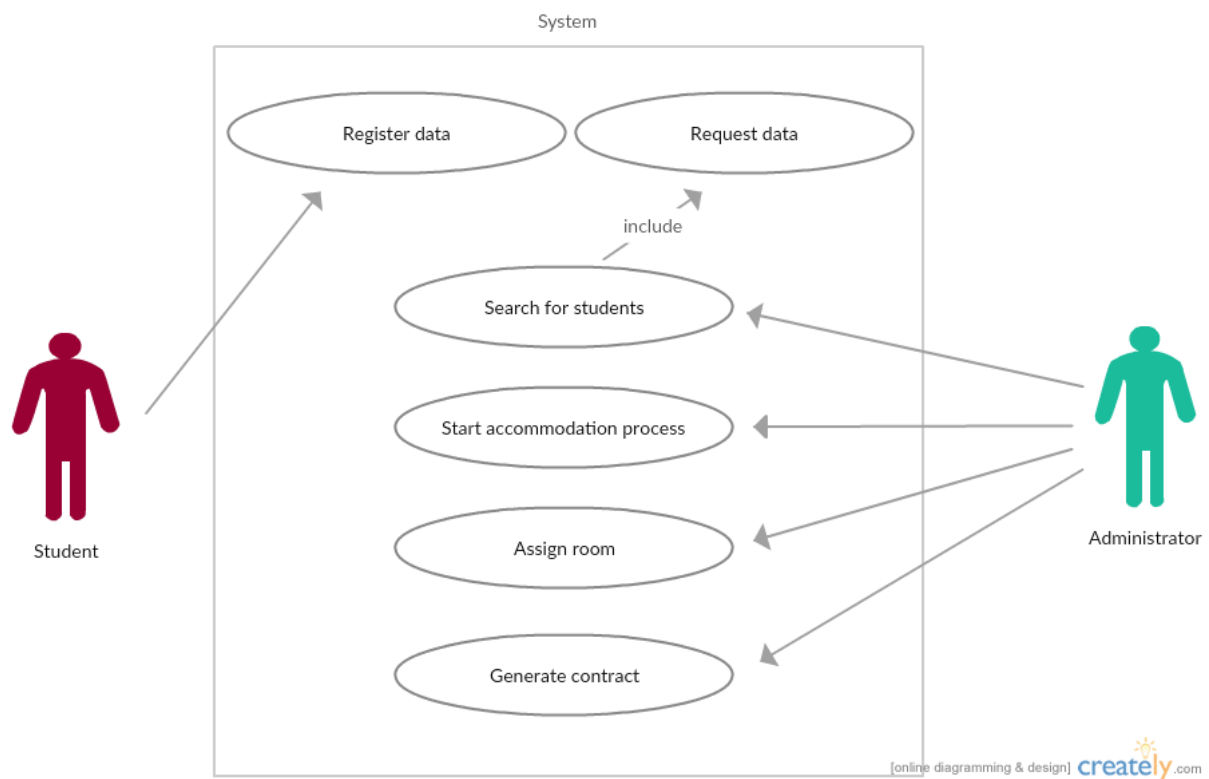 System
Register data
Request data
include
Search for students
Start accommodation process
Assign room
Generate contract
Student
Administrator
[online diagramming & design] creately.com